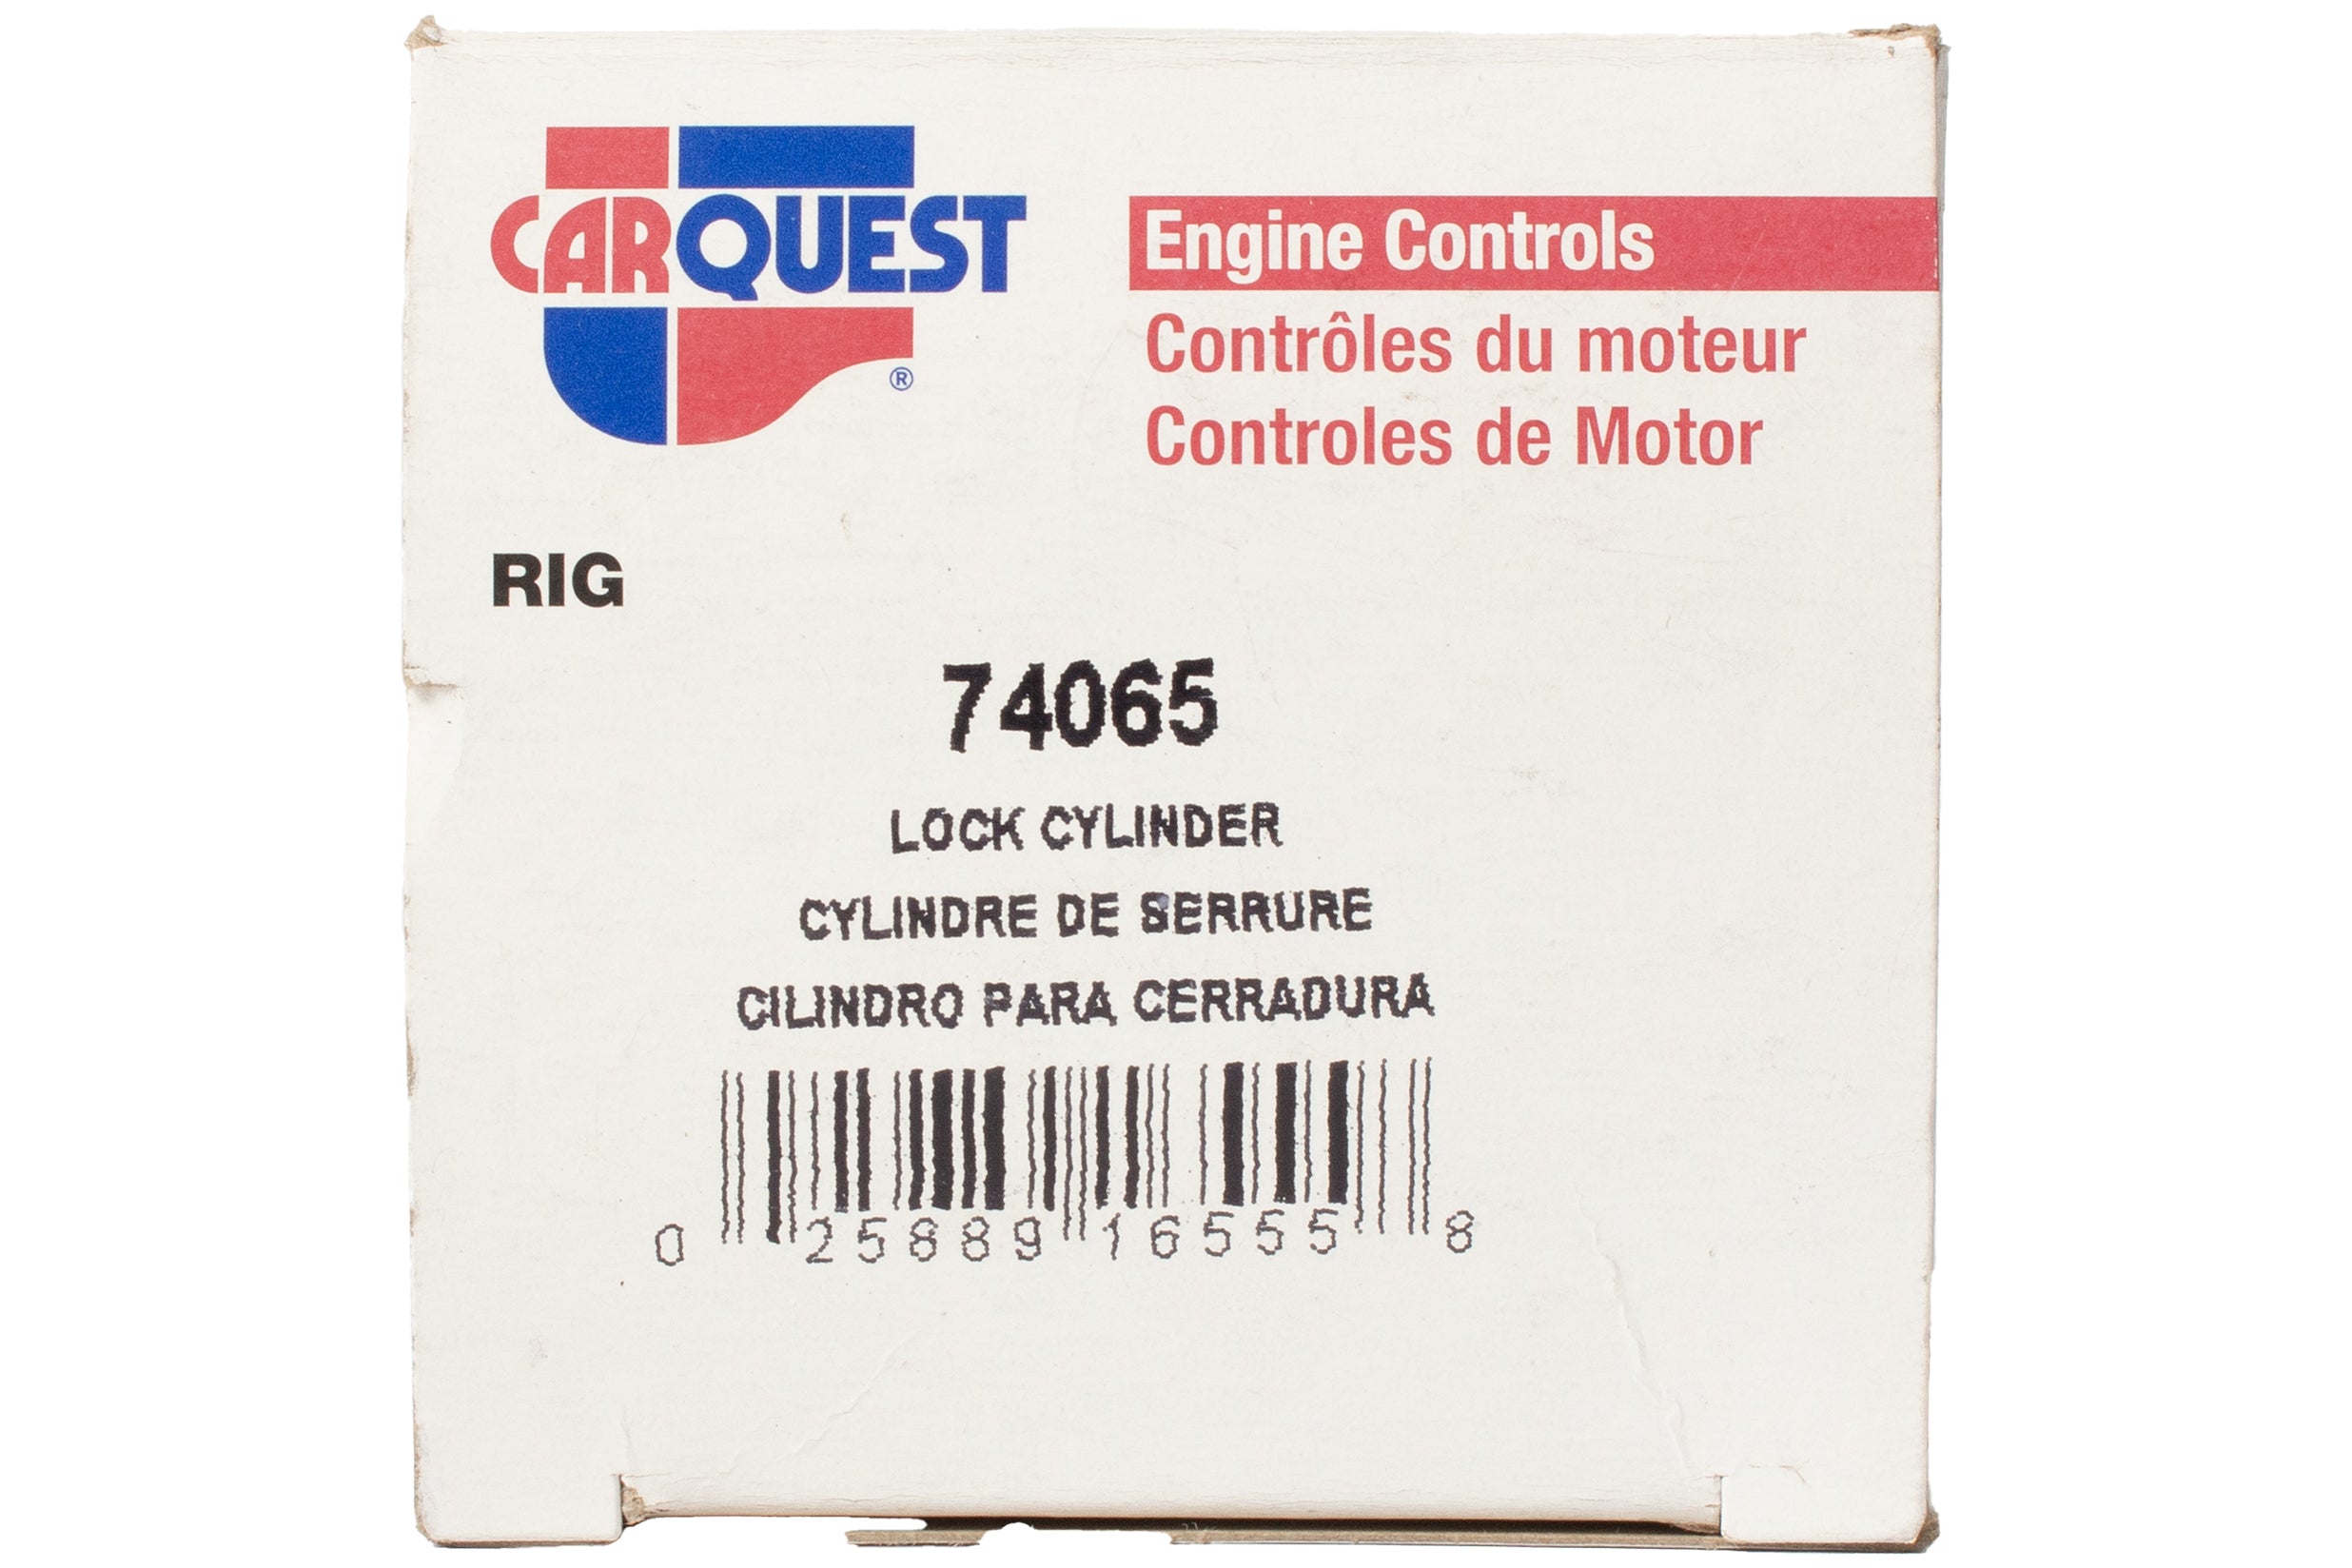 CARQUEST
®
Engine Controls
Contrôles du moteur
Controles de Motor
RIG
74065
LOCK CYLINDER
CYLINDRE DE SERRURE
CILINDRO PARA CERRADURA
0 25889 16555 8